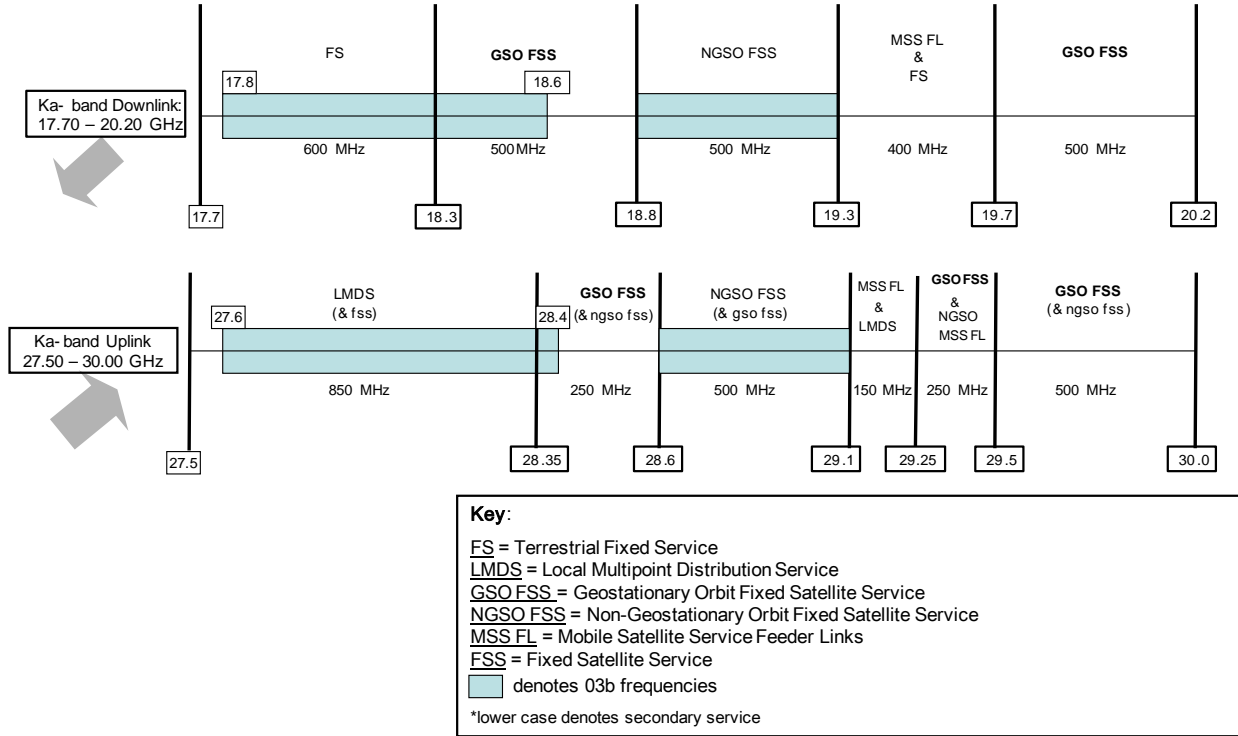 FS
GSO FSS
NGSO FSS
MSS FL
&
FS
GSO FSS
17.8
18.6
Ka- band Downlink:
17.70 – 20.20 GHz
600 MHz
500MHz
500 MHz
400 MHz
500 MHz
17.7
18.3
18.8
19.3
19.7
20.2
LMDS
(& fss)
GSO FSS
(& ngso fss)
NGSO FSS
(& gso fss)
MSS FL
&
LMDS
GSO FSS
&
NGSO
MSS FL
GSO FSS
(& ngso fss)
27.6
28.4
Ka- band Uplink
27.50 – 30.00 GHz
850 MHz
250 MHz
500 MHz
150 MHz
250 MHz
500 MHz
27.5
28.35
28.6
29.1
29.25
29.5
30.0
Key:
FS = Terrestrial Fixed Service
LMDS = Local Multipoint Distribution Service
GSO FSS = Geostationary Orbit Fixed Satellite Service
NGSO FSS = Non-Geostationary Orbit Fixed Satellite Service
MSS FL = Mobile Satellite Service Feeder Links
FSS = Fixed Satellite Service
denotes 03b frequencies
*lower case denotes secondary service